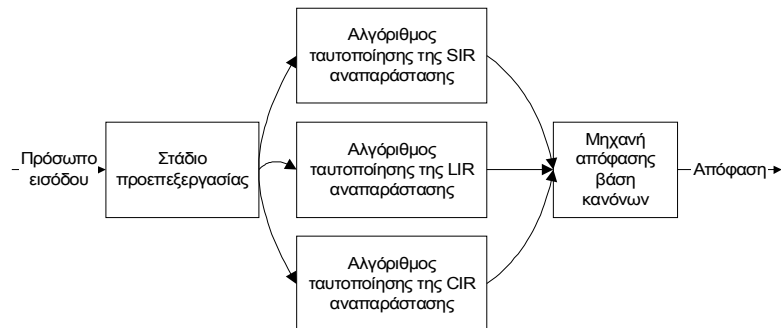 Πρόσωπο
εισόδου
Στάδιο
προεπεξεργασίας
Αλγόριθμος
ταυτοποίησης της SIR
αναπαράστασης
Αλγόριθμος
ταυτοποίησης της LIR
αναπαράστασης
Αλγόριθμος
ταυτοποίησης της CIR
αναπαράστασης
Μηχανή
απόφασης
βάση
κανόνων
Απόφαση